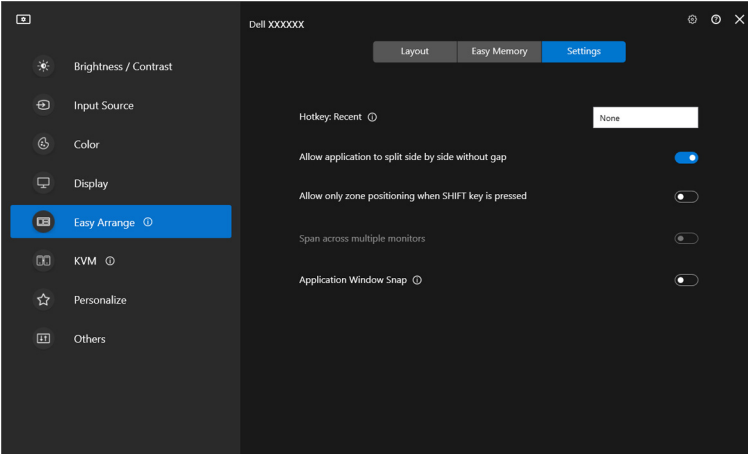 Dell XXXXXX
Brightness / Contrast
Input Source
Color
Display
Easy Arrange
KVM
Personalize
Others
Layout
Easy Memory
Settings
Hotkey: Recent
None
Allow application to split side by side without gap
Allow only zone positioning when SHIFT key is pressed
Span across multiple monitors
Application Window Snap